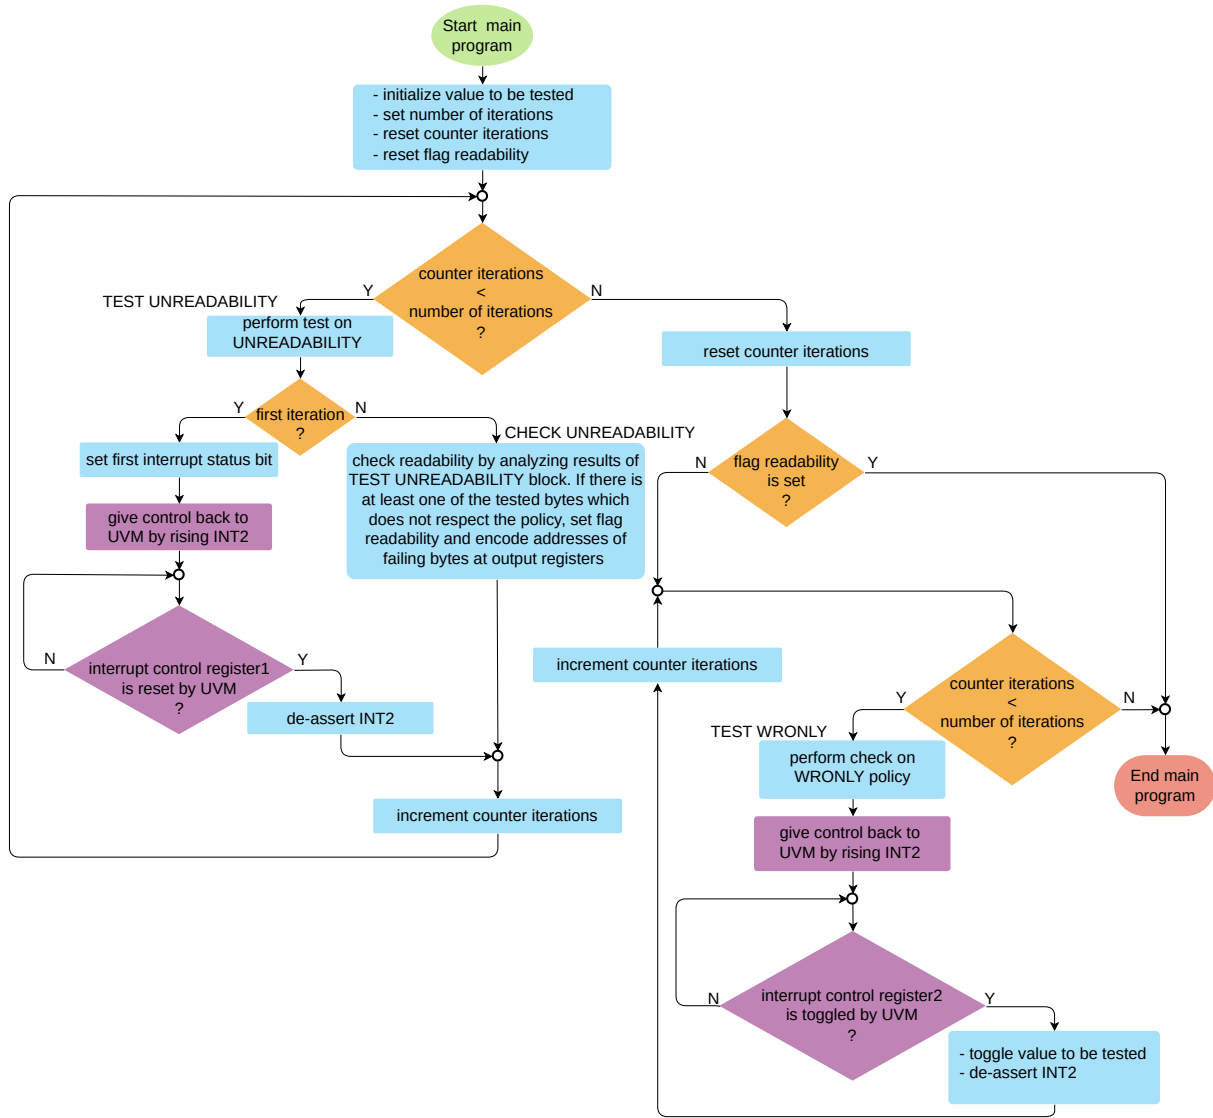 Start main
program
- initialize value to be tested
- set number of iterations
- reset counter iterations
- reset flag readability
counter iterations
<
number of iterations
?
Y
N
TEST UNREADABILITY
perform test on
UNREADABILITY
reset counter iterations
first iteration
?
Y
N
set first interrupt status bit
CHECK UNREADABILITY
check readability by analyzing results of
TEST UNREADABILITY block. If there is
at least one of the tested bytes which
does not respect the policy, set flag
readability and encode addresses of
failing bytes at output registers
flag readability
is set
?
N
Y
give control back to
UVM by rising INT2
interrupt control register1
is reset by UVM
?
N
Y
de-assert INT2
increment counter iterations
increment counter iterations
counter iterations
<
number of iterations
?
Y
N
TEST WRONLY
perform check on
WRONLY policy
End main
program
give control back to
UVM by rising INT2
interrupt control register2
is toggled by UVM
?
N
Y
- toggle value to be tested
- de-assert INT2